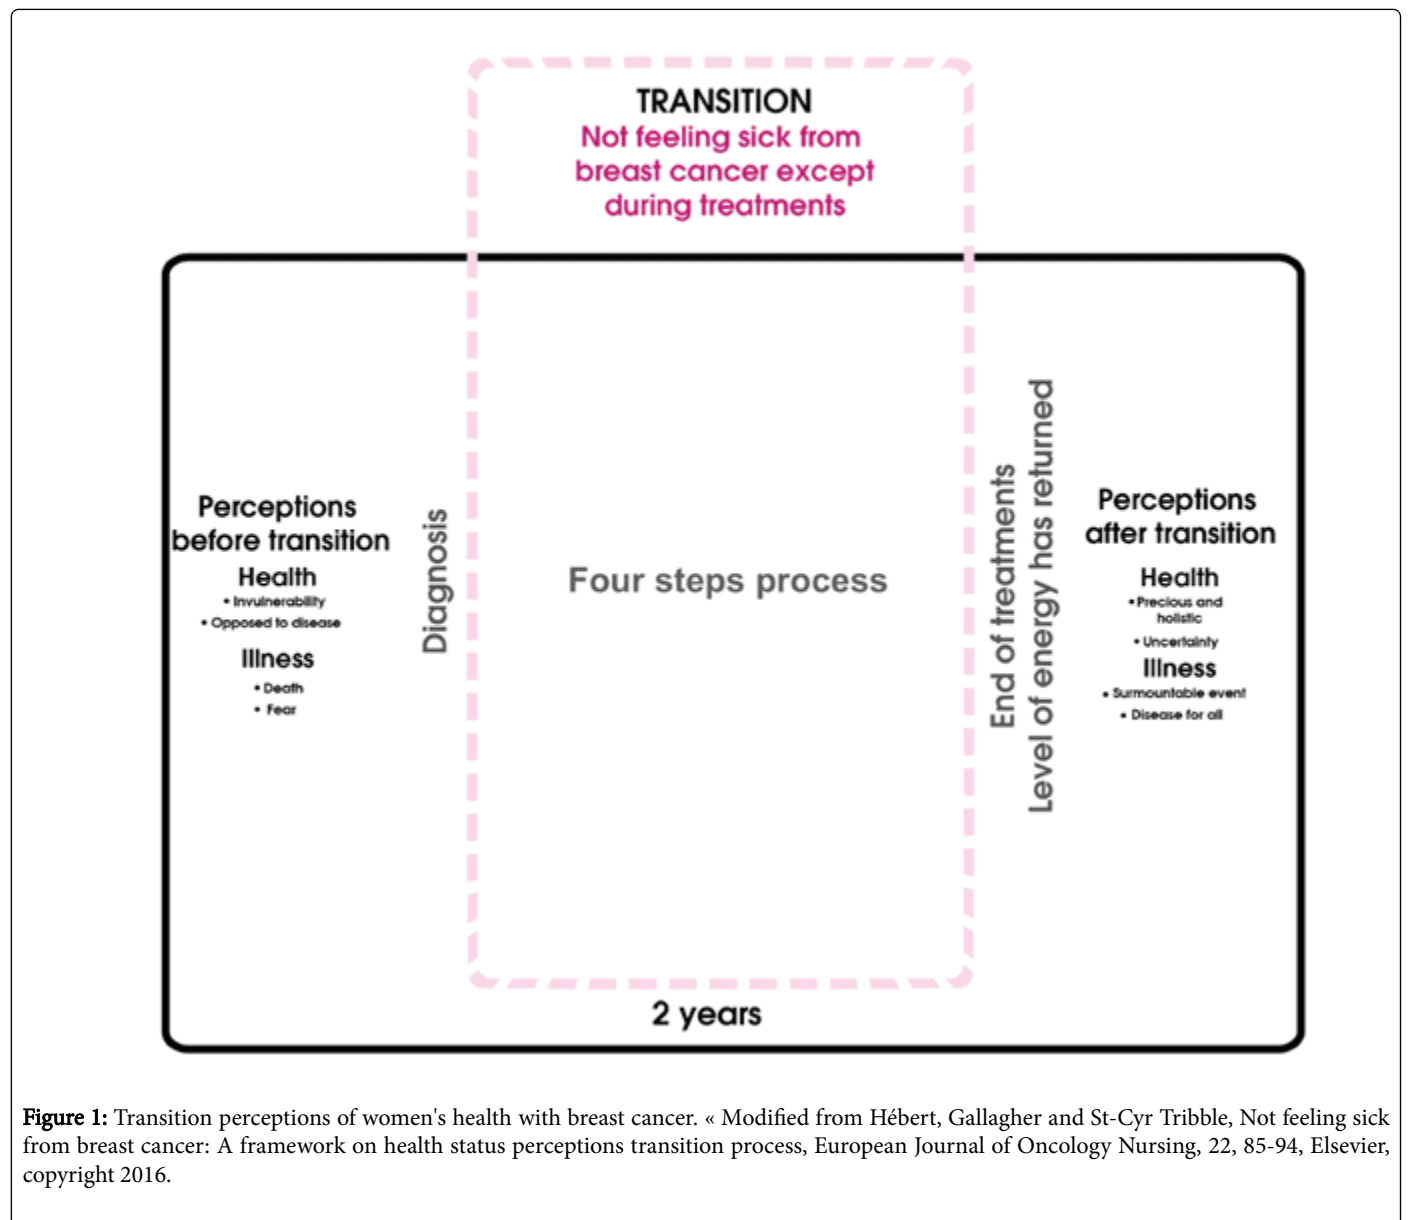 TRANSITION
Not feeling sick from
breast cancer except
during treatments
Perceptions
before transition
Health
• Invulnerability
• Opposed to disease
Illness
• Death
• Fear
Diagnosis
Four steps process
End of treatments
Level of energy has returned
Perceptions
after transition
Health
• Precious and
holistic
• Uncertainty
Illness
• Surmountable event
• Disease for all
2 years
Figure 1: Transition perceptions of women's health with breast cancer. « Modified from Hébert, Gallagher and St-Cyr Tribble, Not feeling sick
from breast cancer: A framework on health status perceptions transition process, European Journal of Oncology Nursing, 22, 85-94, Elsevier,
copyright 2016.